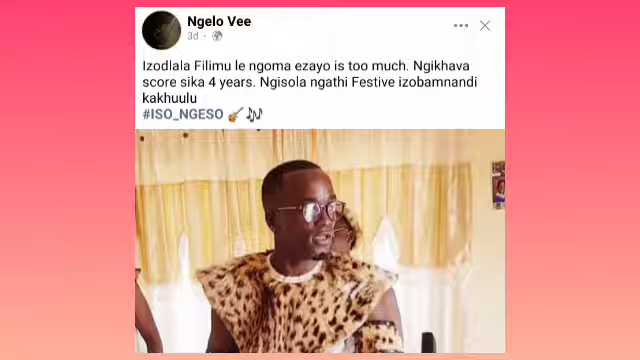 Ngelo Vee
3d
Izodlala Filimu le ngoma ezayo is too much. Ngikhava
score sika 4 years. Ngisola ngathi Festive izobamnandi
kakhuulu
#ISO_NGESO